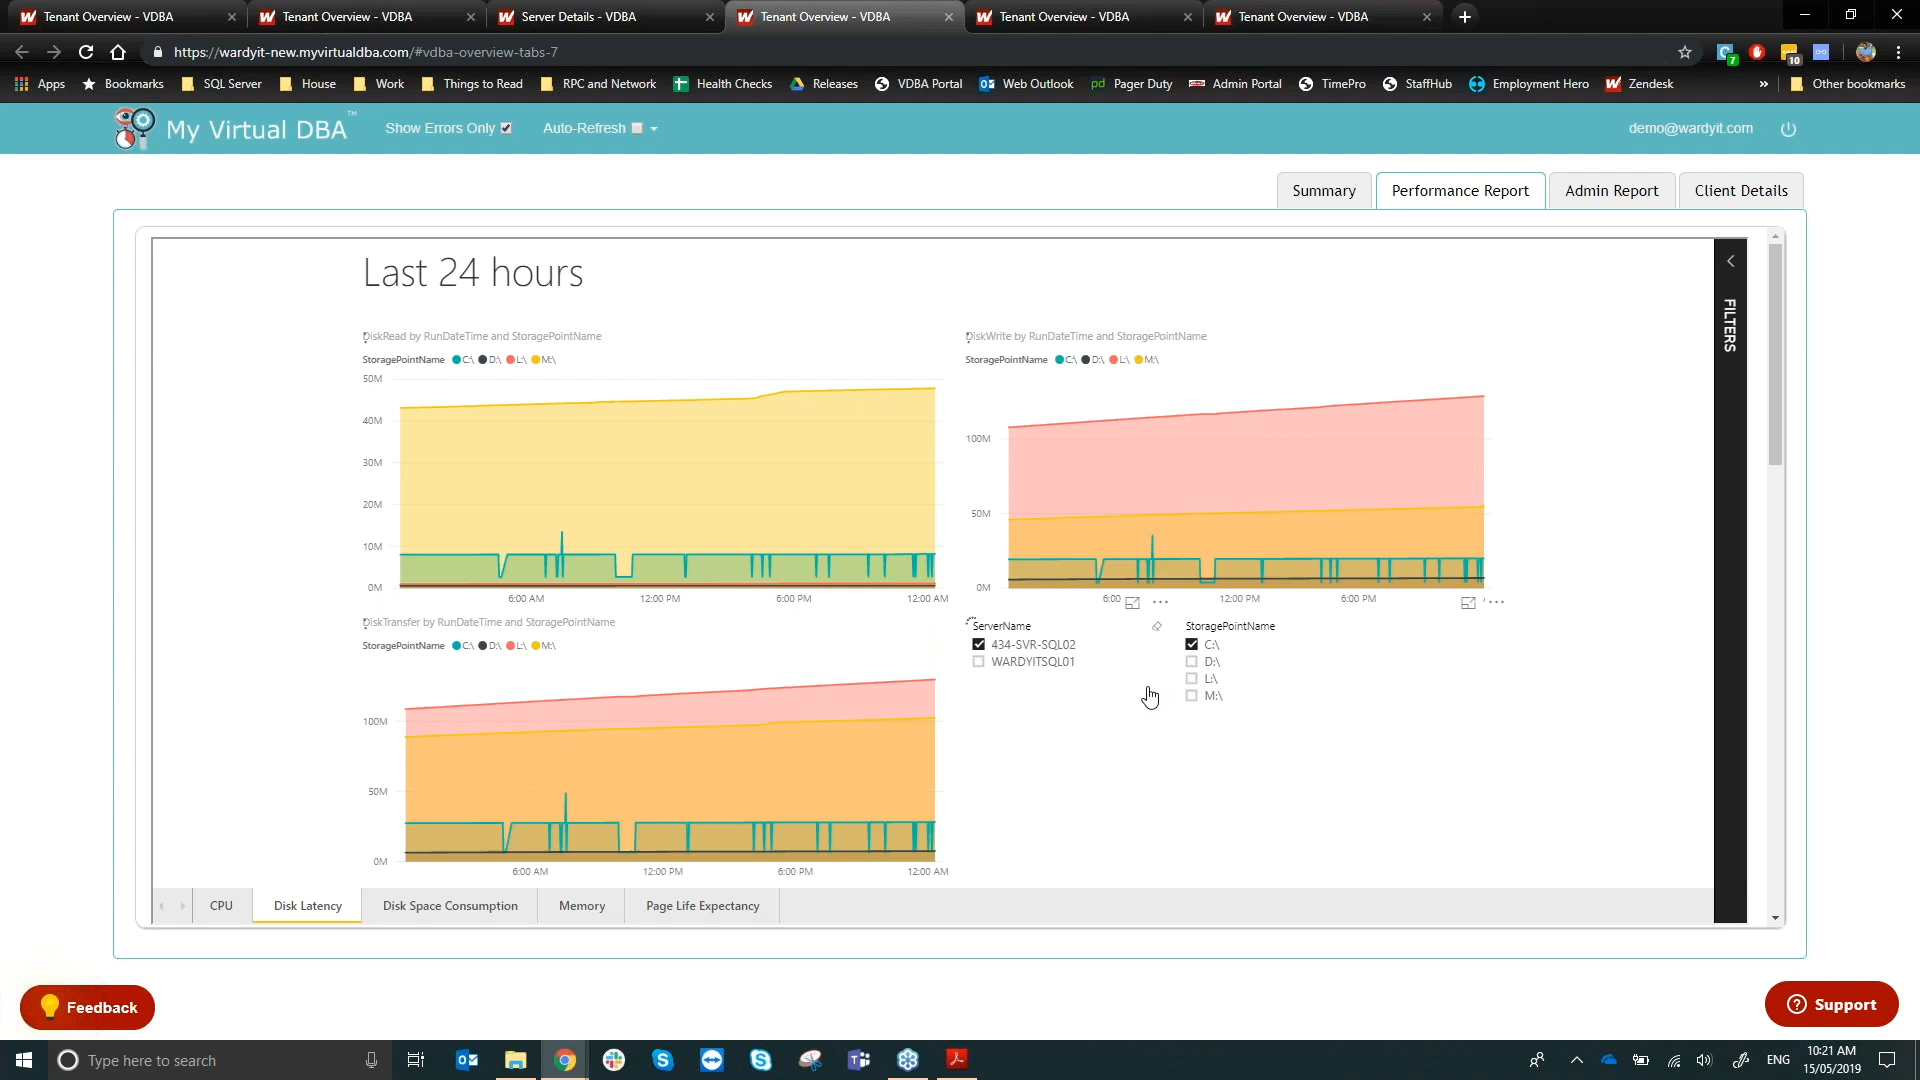 Tenant Overview - VDBA
Tenant Overview - VDBA
Server Details - VDBA
Tenant Overview - VDBA
Tenant Overview - VDBA
Tenant Overview - VDBA
https://wardyit-new.myvirtualdba.com/#vdba-overview-tabs-7
7
10
Apps
Bookmarks
SQL Server
House
Work
Things to Read
RPC and Network
Health Checks
Releases
VDBA Portal
Web Outlook
pd Pager Duty
Admin Portal
TimePro
StaffHub
Employment Hero
Zendesk
»
Other bookmarks
My Virtual DBA™
Show Errors Only
Auto-Refresh
demo@wardyit.com
Summary
Performance Report
Admin Report
Client Details
Last 24 hours
FILTERS
DiskRead by RunDateTime and StoragePointName
StoragePointName C:\ D:\ L:\ M:\
50M
40M
30M
20M
10M
0M
6:00 AM
12:00 PM
6:00 PM
12:00 AM
DiskWrite by RunDateTime and StoragePointName
StoragePointName C:\ D:\ L:\ M:\
100M
50M
0M
6:00
12:00 PM
6:00 PM
DiskTransfer by RunDateTime and StoragePointName
StoragePointName C:\ D:\ L:\ M:\
100M
50M
0M
6:00 AM
12:00 PM
6:00 PM
12:00 AM
ServerName
434-SVR-SQL02
WARDYITSQL01
StoragePointName
C:\
D:\
L:\
M:\
CPU
Disk Latency
Disk Space Consumption
Memory
Page Life Expectancy
Feedback
Support
Type here to search
ENG
10:21 AM
15/05/2019